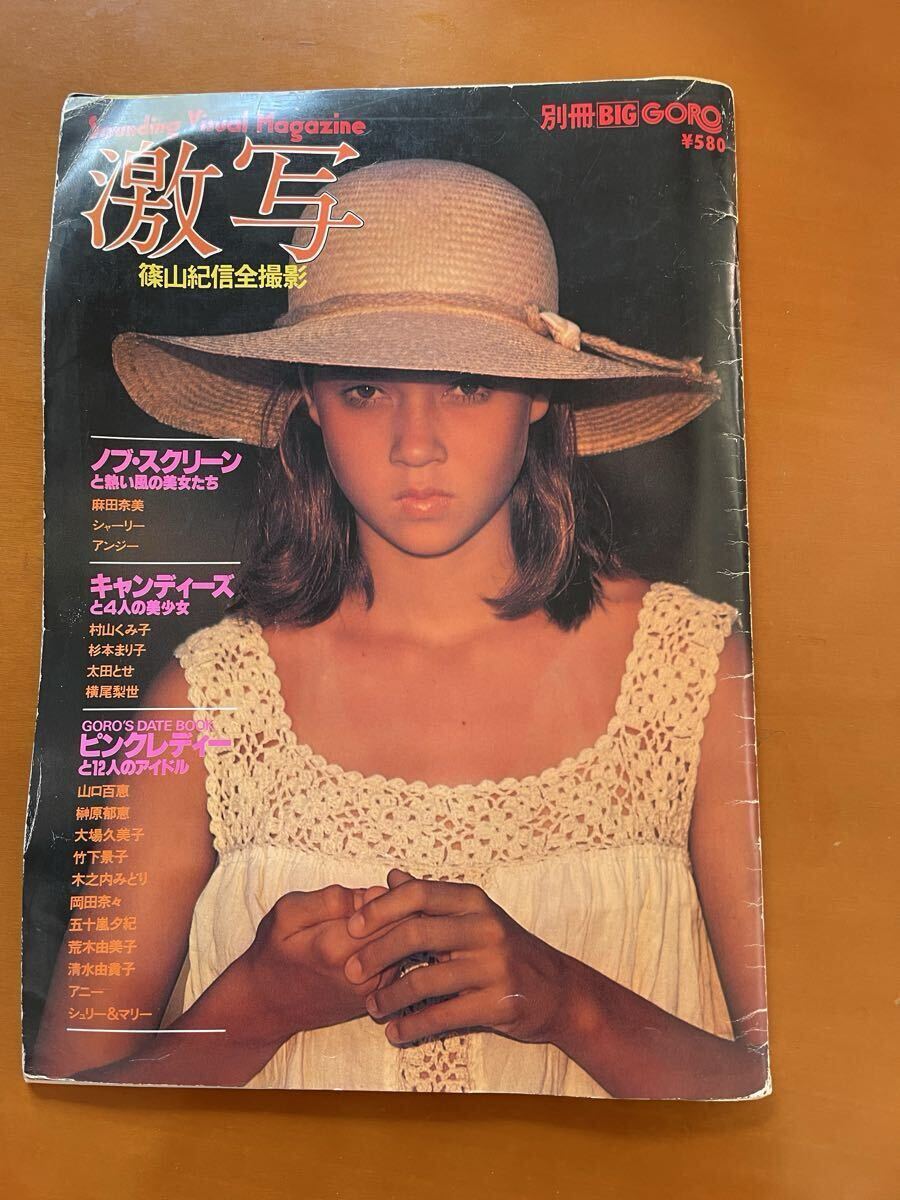 Sounding Visual Magazine
別冊 BIG GORO
¥580
激写
篠山紀信全撮影
ノブ・スクリーン
と熱い風の美女たち
麻田奈美
シャーリー
アンジー
キャンディーズ
と4人の美少女
村山くみ子
杉本まり子
太田とせ
横尾梨世
GORO'S DATE BOOK
ピンクレディー
と12人のアイドル
山口百恵
榊原郁恵
大場久美子
竹下景子
木之内みどり
岡田奈々
五十嵐夕紀
荒木由美子
清水由貴子
アニー
シュリー&マリー